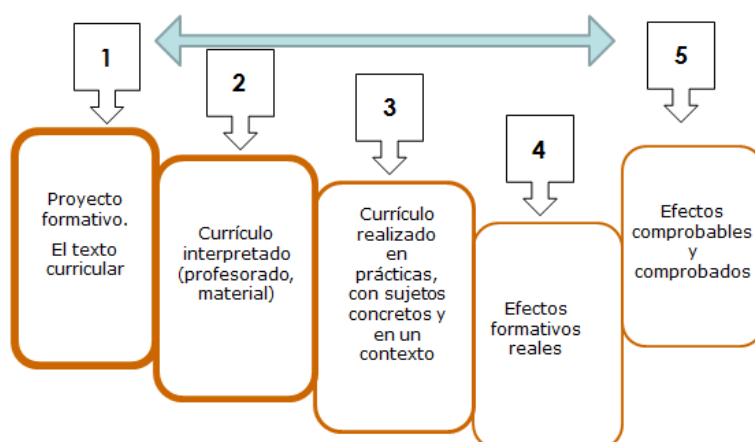 1
Proyecto
formativo.
El texto
curricular
2
Currículo
interpretado
(profesorado,
material)
3
Currículo
realizado
en
prácticas,
con sujetos
concretos y
en un
contexto
4
Efectos
formativos
reales
5
Efectos
comprobables
y
comprobados